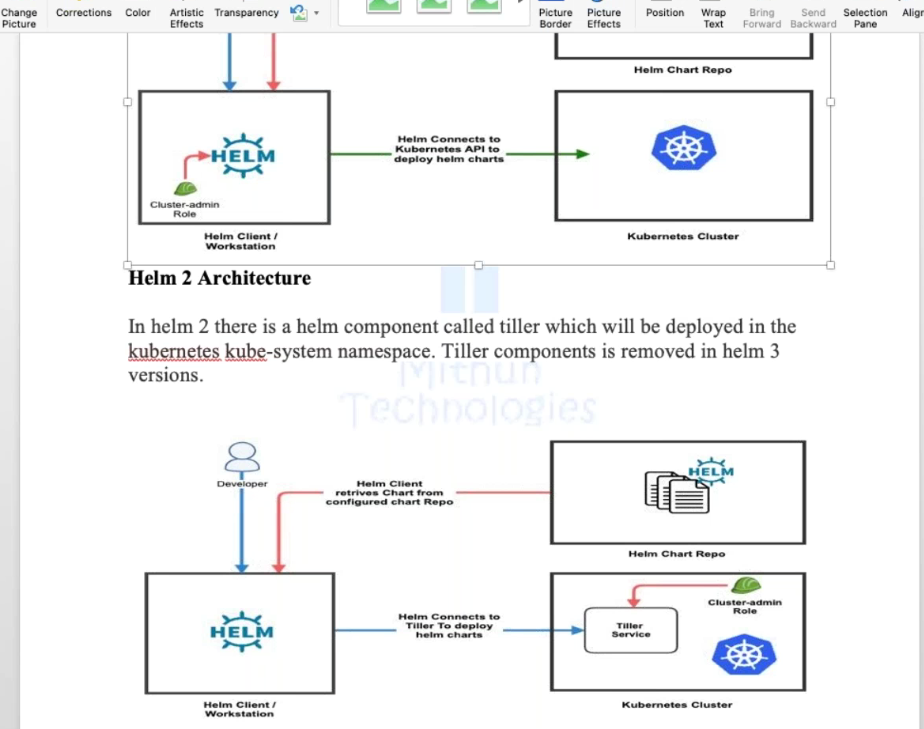 Change
Picture
Corrections
Color
Artistic
Effects
Transparency
Picture
Border
Picture
Effects
Position
Wrap
Text
Bring
Forward
Send
Backward
Selection
Pane
Helm Chart Repo
HELM
Cluster-admin
Role
Helm Client /
Workstation
Helm Connects to
Kubernetes API to
deploy helm charts
Kubernetes Cluster
Helm 2 Architecture
In helm 2 there is a helm component called tiller which will be deployed in the
kubernetes kube-system namespace. Tiller components is removed in helm 3
versions.
Mithun
Technologies
Developer
Helm Client
retrives Chart from
configured chart Repo
HELM
Helm Chart Repo
HELM
Helm Client /
Workstation
Helm Connects to
Tiller To deploy
helm charts
Tiller
Service
Cluster-admin
Role
Kubernetes Cluster